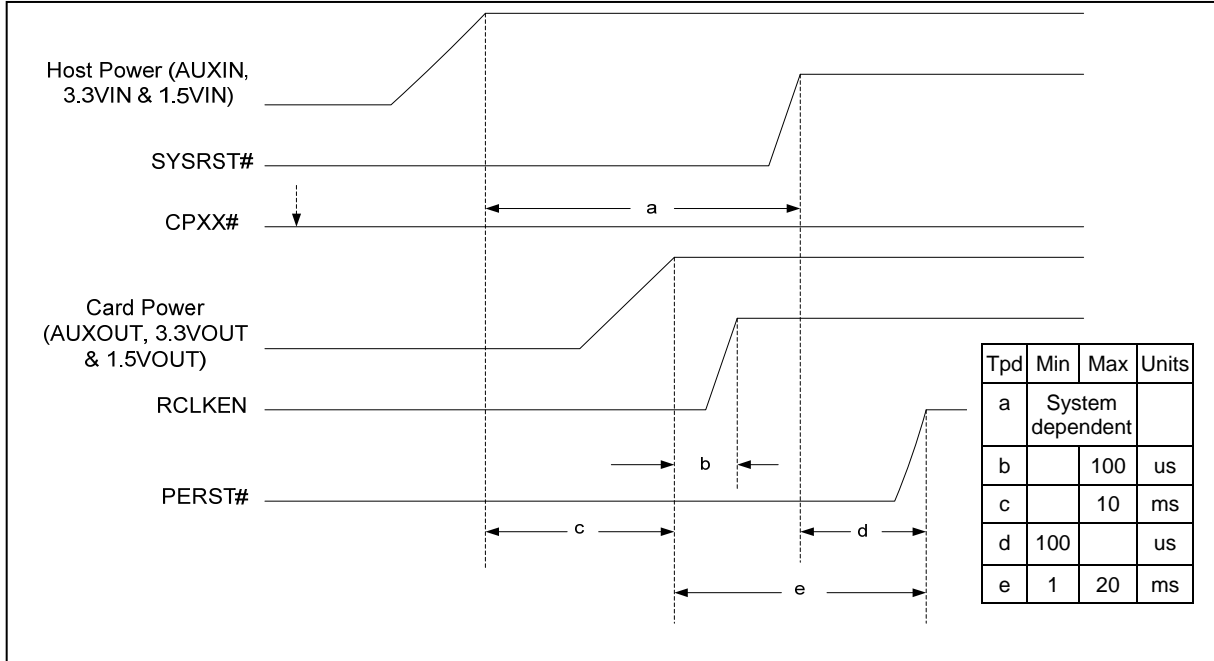 Host Power (AUXIN,
3.3VIN & 1.5VIN)
SYSRST#
a
CPXX#
Card Power
(AUXOUT, 3.3VOUT
& 1.5VOUT)
RCLKEN
b
PERST#
c
d
e
Tpd Min Max Units
a System
dependent
b 100 us
c 10 ms
d 100 us
e 1 20 ms